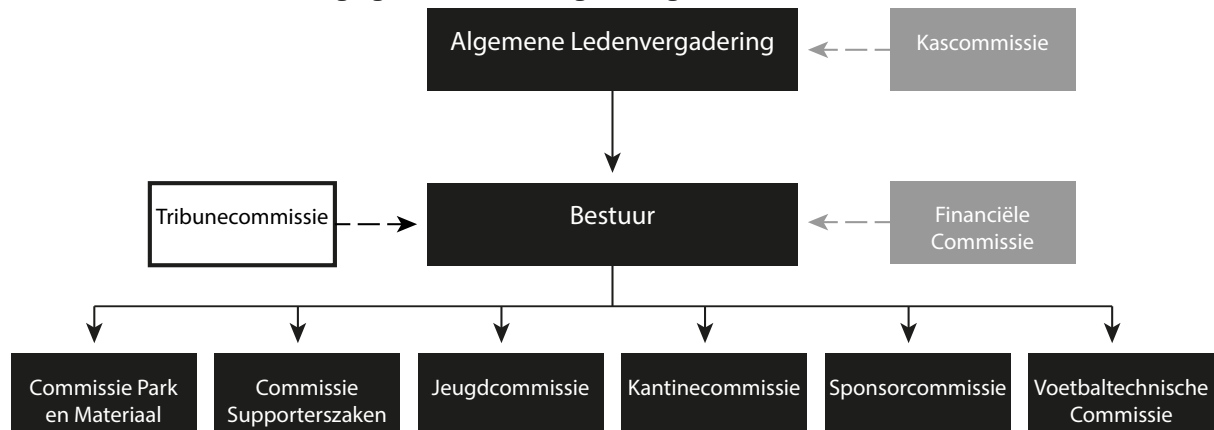 Algemene Ledenvergadering
Kascommissie
Tribunecommissie
Bestuur
Financiële
Commissie
Commissie Park
en Materiaal
Commissie
Supporterszaken
Jeugdcommissie
Kantinecommissie
Sponsorcommissie
Voetbaltechnische
Commissie